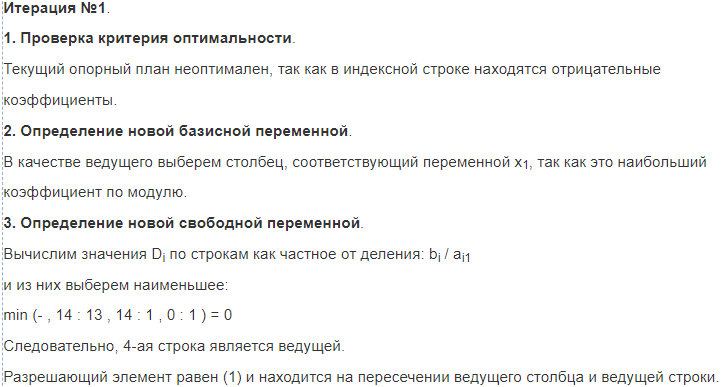 Итерация №1.
1. Проверка критерия оптимальности.
Текущий опорный план неоптимален, так как в индексной строке находятся отрицательные
коэффициенты.
2. Определение новой базисной переменной.
В качестве ведущего выберем столбец, соответствующий переменной x1, так как это наибольший
коэффициент по модулю.
3. Определение новой свободной переменной.
Вычислим значения Di по строкам как частное от деления: bi / ai1
и из них выберем наименьшее:
min (- , 14 : 13 , 14 : 1 , 0 : 1 ) = 0
Следовательно, 4-ая строка является ведущей.
Разрешающий элемент равен (1) и находится на пересечении ведущего столбца и ведущей строки.